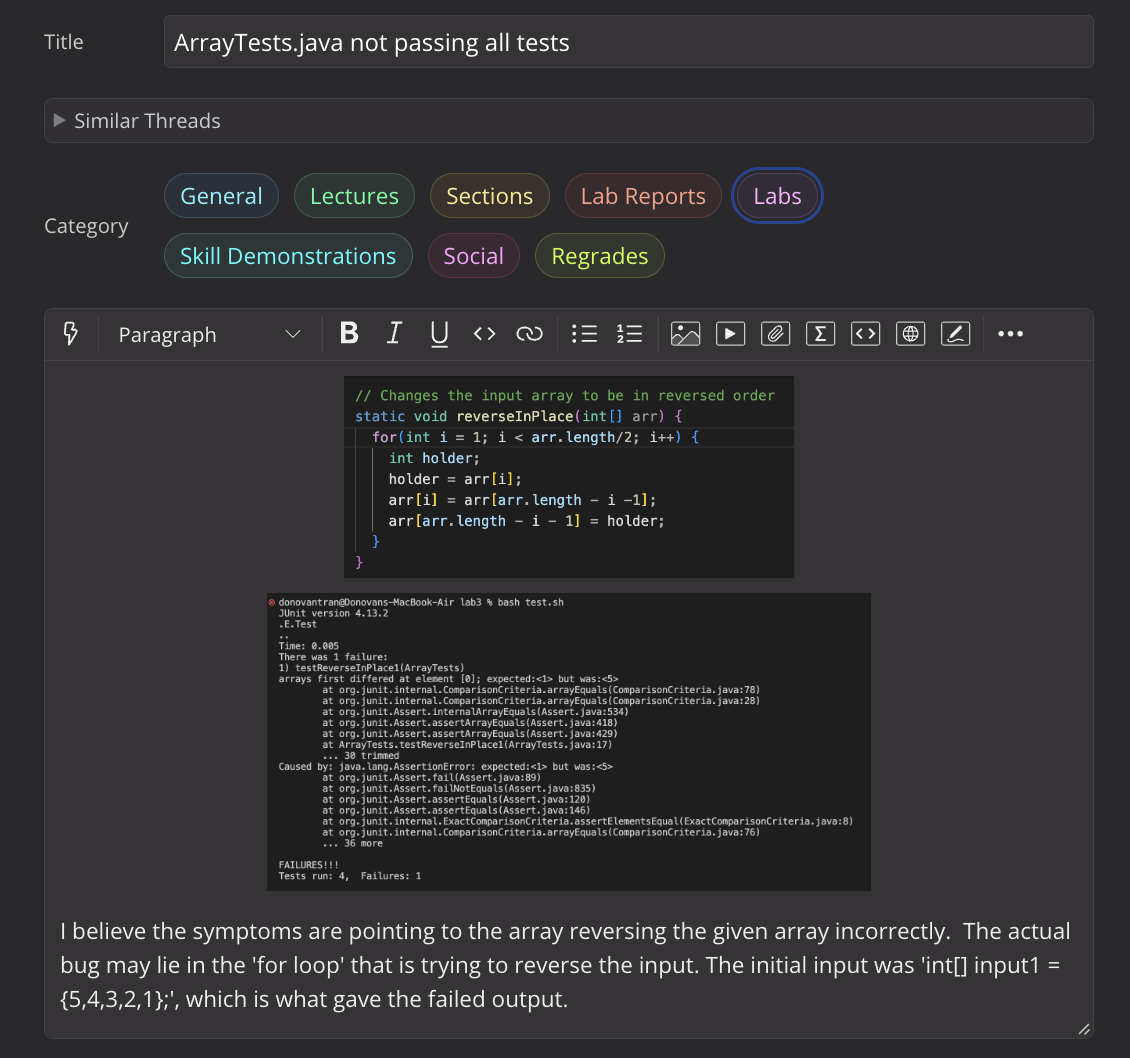 Title
ArrayTests.java not passing all tests
Similar Threads
Category
General Lectures Sections Lab Reports Labs
Skill Demonstrations Social Regrades
Paragraph
// Changes the input array to be in reversed order
static void reverseInPlace(int[] arr) {
for(int i = 1; i < arr.length/2; i++) {
int holder;
holder = arr[i];
arr[i] = arr[arr.length - i -1];
arr[arr.length - i - 1] = holder;
}
}
donovantran@Donovans-MacBook-Air lab3 % bash test.sh
JUnit version 4.13.2
.E.Test
..
Time: 0.005
There was 1 failure:
1) testReverseInPlace1(ArrayTests)
arrays first differed at element [0]; expected:<1> but was:<5>
at org.junit.internal.ComparisonCriteria.arrayEquals(ComparisonCriteria.java:78)
at org.junit.internal.ComparisonCriteria.arrayEquals(ComparisonCriteria.java:28)
at org.junit.Assert.internalArrayEquals(Assert.java:534)
at org.junit.Assert.assertArrayEquals(Assert.java:418)
at org.junit.Assert.assertArrayEquals(Assert.java:429)
at ArrayTests.testReverseInPlace1(ArrayTests.java:17)
... 30 trimmed
Caused by: java.lang.AssertionError: expected:<1> but was:<5>
at org.junit.Assert.fail(Assert.java:89)
at org.junit.Assert.failNotEquals(Assert.java:835)
at org.junit.Assert.assertEquals(Assert.java:120)
at org.junit.Assert.assertEquals(Assert.java:146)
at org.junit.internal.ExactComparisonCriteria.assertElementsEqual(ExactComparisonCriteria.java:8)
at org.junit.internal.ComparisonCriteria.arrayEquals(ComparisonCriteria.java:76)
... 36 more
FAILURES!!!
Tests run: 4,  Failures: 1
I believe the symptoms are pointing to the array reversing the given array incorrectly.  The actual
bug may lie in the 'for loop' that is trying to reverse the input. The initial input was 'int[] input1 =
{5,4,3,2,1};', which is what gave the failed output.